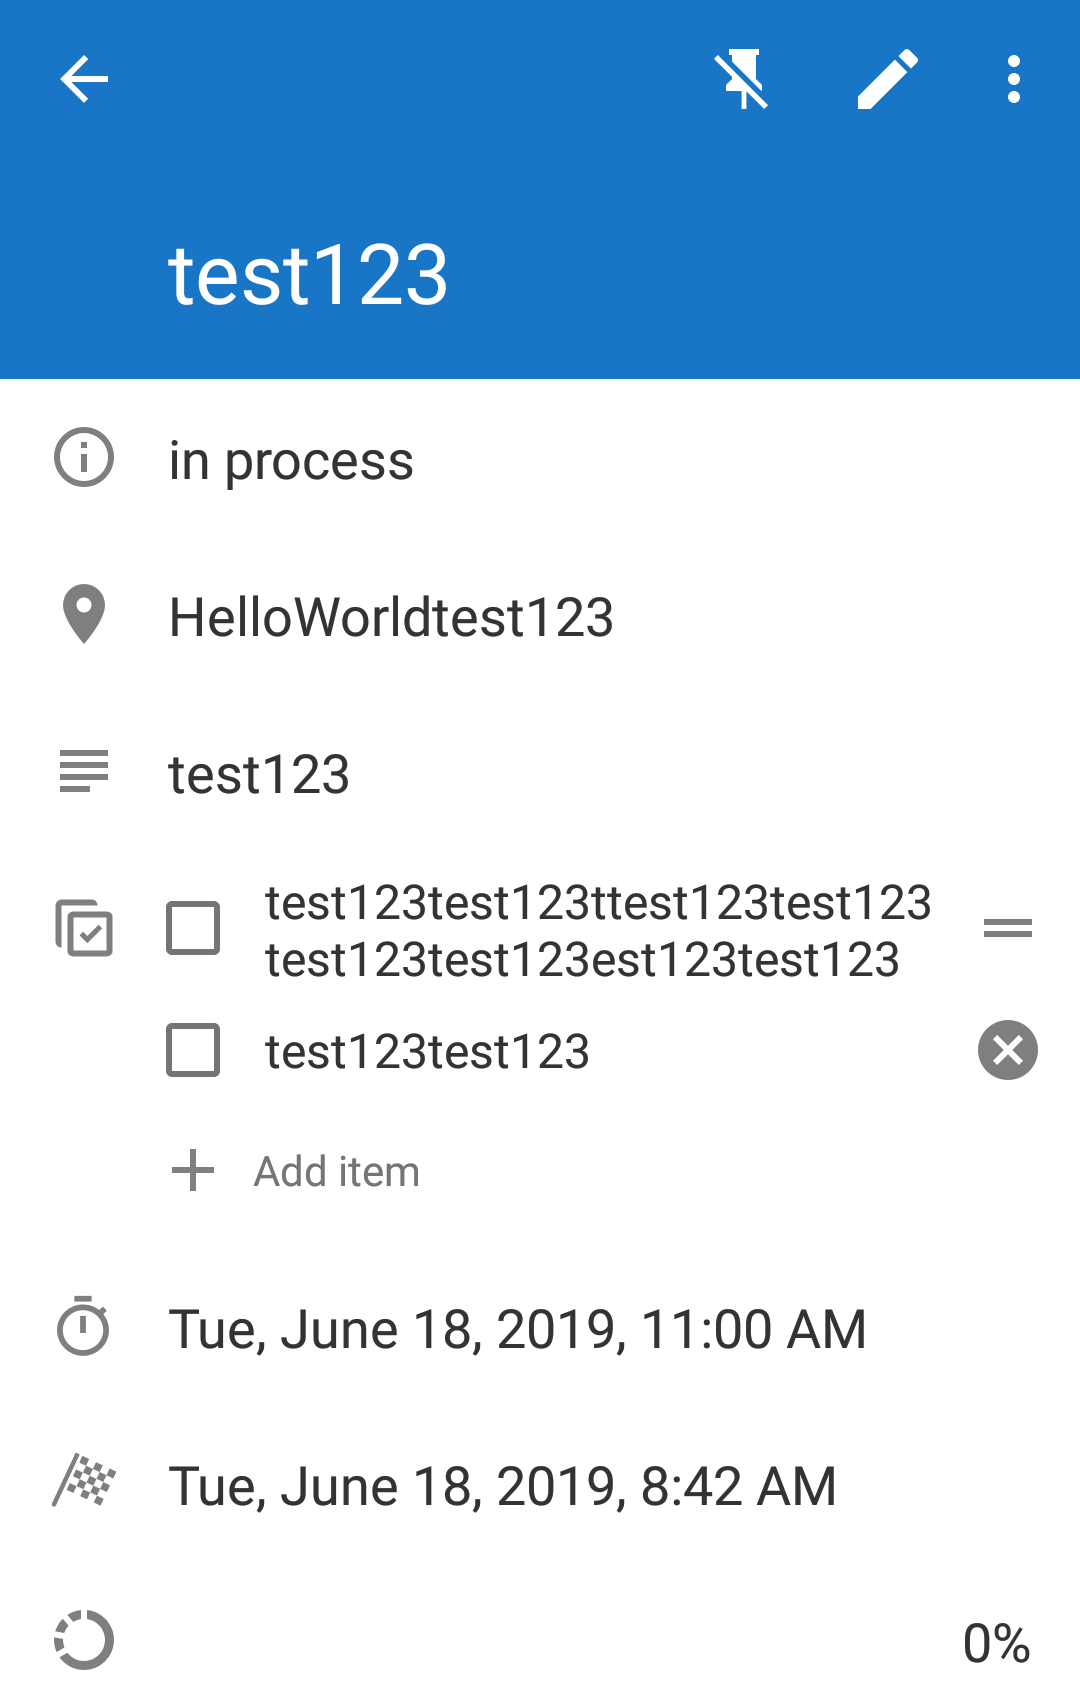 test123
in process
HelloWorldtest123
test123
test123test123ttest123test123
test123test123est123test123
test123test123
Add item
Tue, June 18, 2019, 11:00 AM
Tue, June 18, 2019, 8:42 AM
0%